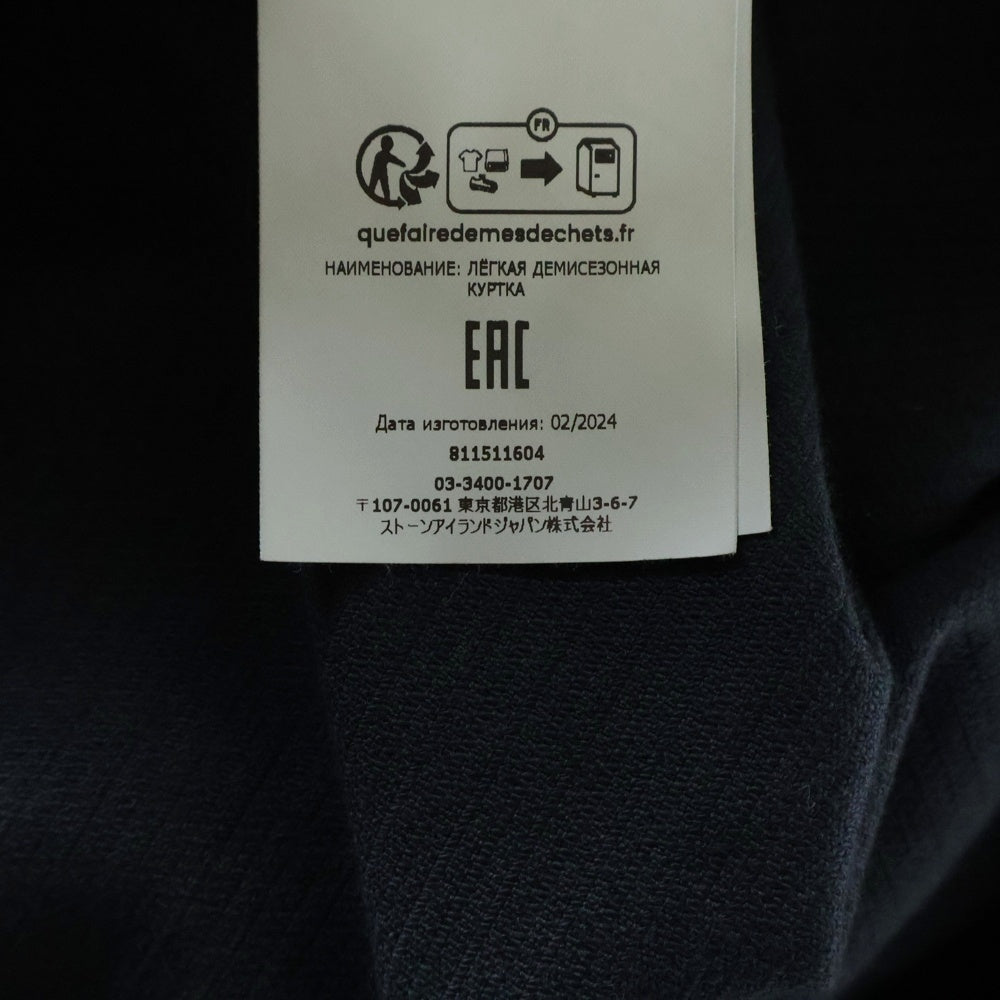 FR
quefairedemesdechets.fr
НАИМЕНОВАНИЕ: ЛЁГКАЯ ДЕМИСЕЗОННАЯ
КУРТКА
EAC
Дата изготовления: 02/2024
811511604
03-3400-1707
〒107-0061 東京都港区北青山3-6-7
ストーンアイランドジャパン株式会社